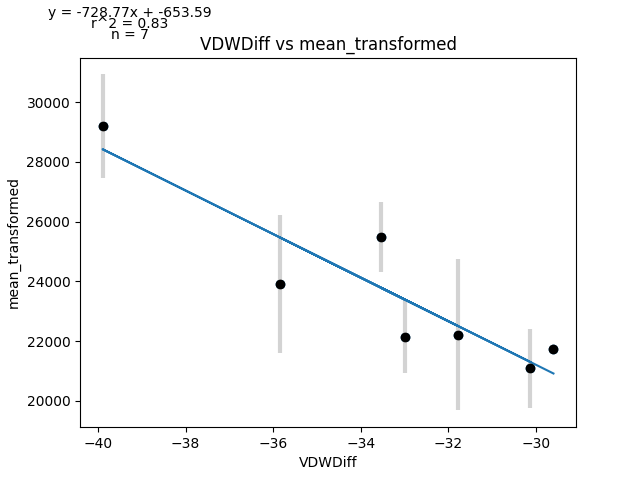 y = -728.77x + -653.59
r^2 = 0.83
n = 7
VDWDiff vs mean_transformed
mean_transformed
30000
28000
26000
24000
22000
20000
−40
−38
−36
−34
−32
−30
VDWDiff